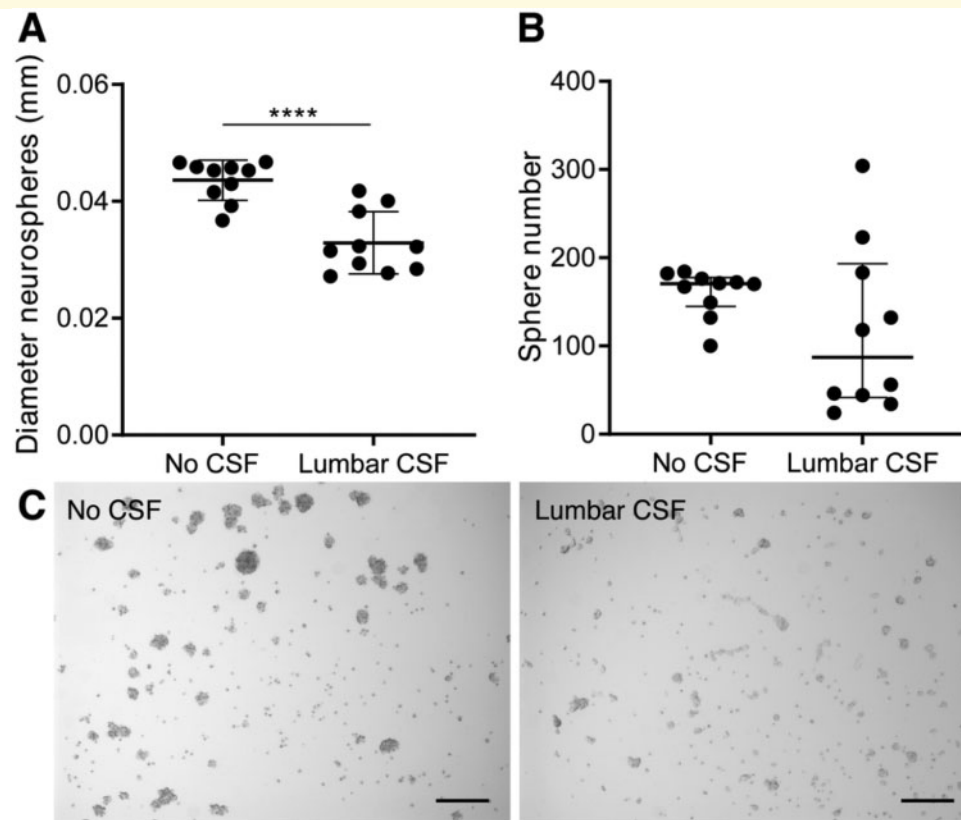 A
B
Diameter neurospheres (mm)
0.06
0.04
0.02
0.00
****
No CSF
Lumbar CSF
Sphere number
400
300
200
100
0
No CSF
Lumbar CSF
C
No CSF
Lumbar CSF